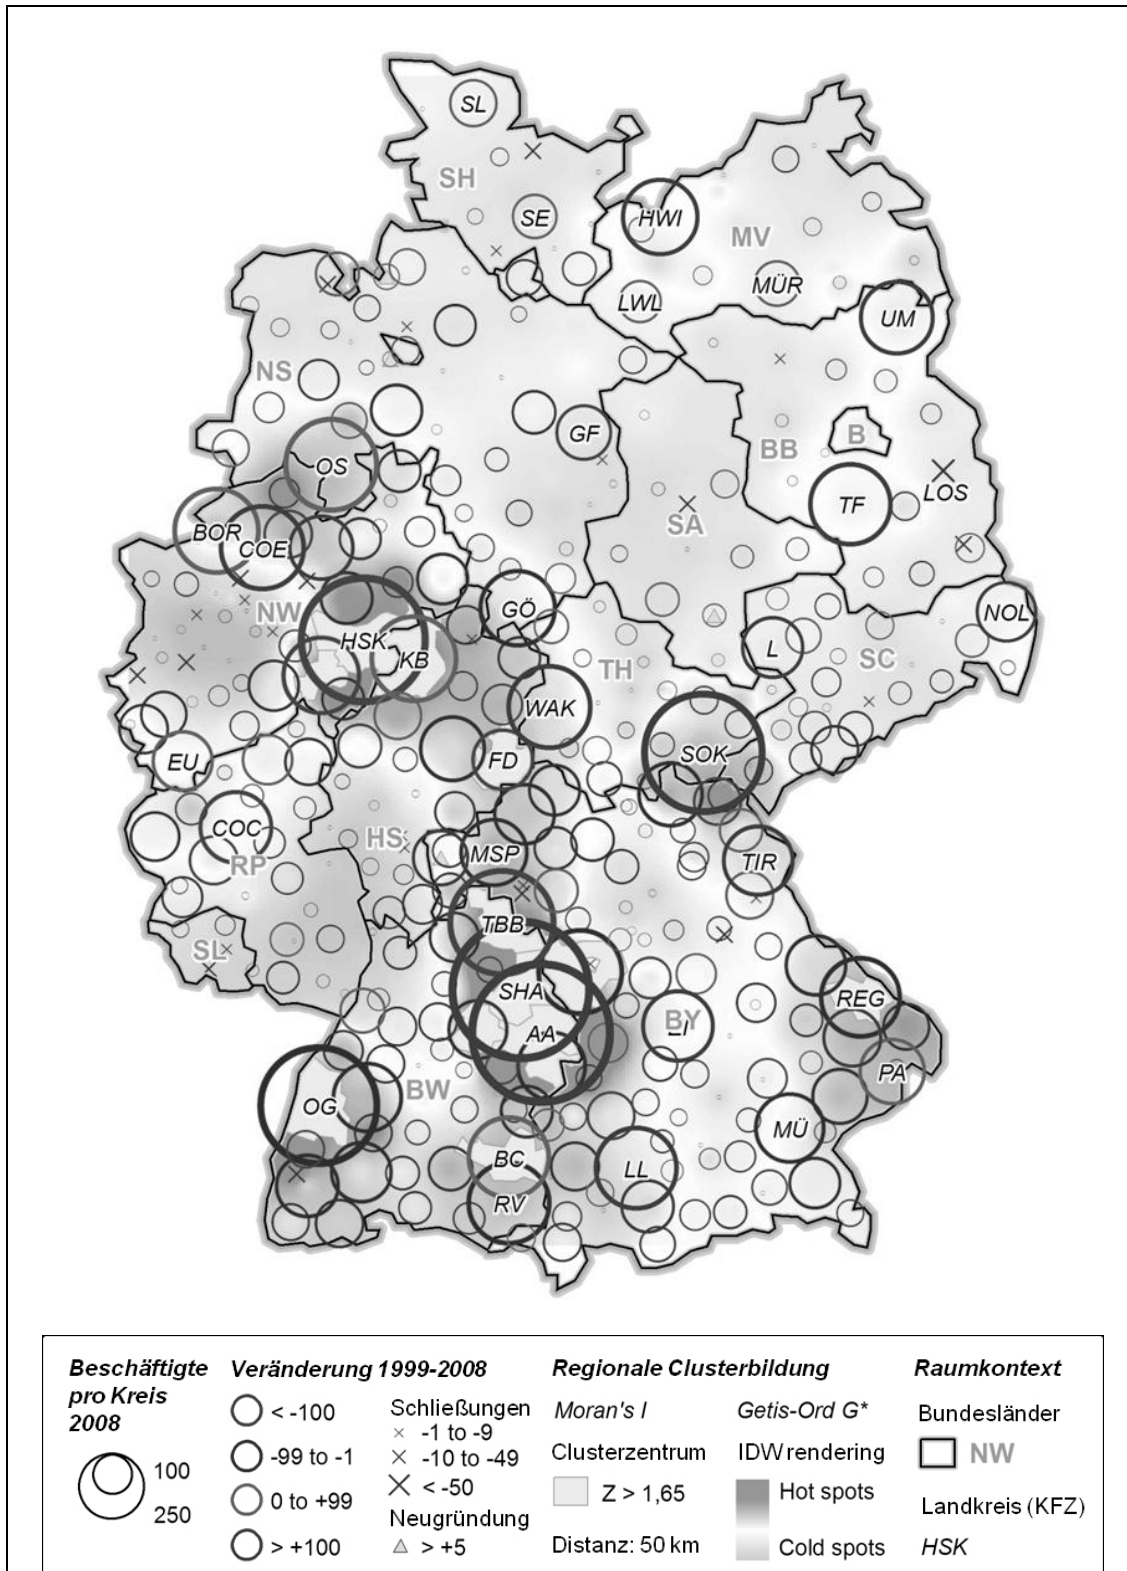 SL
SH
SE
HWI
MV
MÜR
LWL
UM
NS
GF
BB
B
OS
LOS
TF
SA
BOR
COE
NW
GÖ
NOL
HSK
KB
L
TH
SC
WAK
SOK
FD
EU
COC
HS
RP
MSP
TIR
TBB
SL
SHA
REG
BY
AA
PA
BW
OG
MÜ
BC
LL
RV
Beschäftigte pro Kreis 2008
100
250
Veränderung 1999-2008
< -100
-99 to -1
0 to +99
> +100
Schließungen
-1 to -9
-10 to -49
< -50
Neugründung
> +5
Regionale Clusterbildung
Moran's I
Clusterzentrum
Z > 1,65
Distanz: 50 km
Getis-Ord G*
IDW rendering
Hot spots
Cold spots
Raumkontext
Bundesländer
NW
Landkreis (KFZ)
HSK